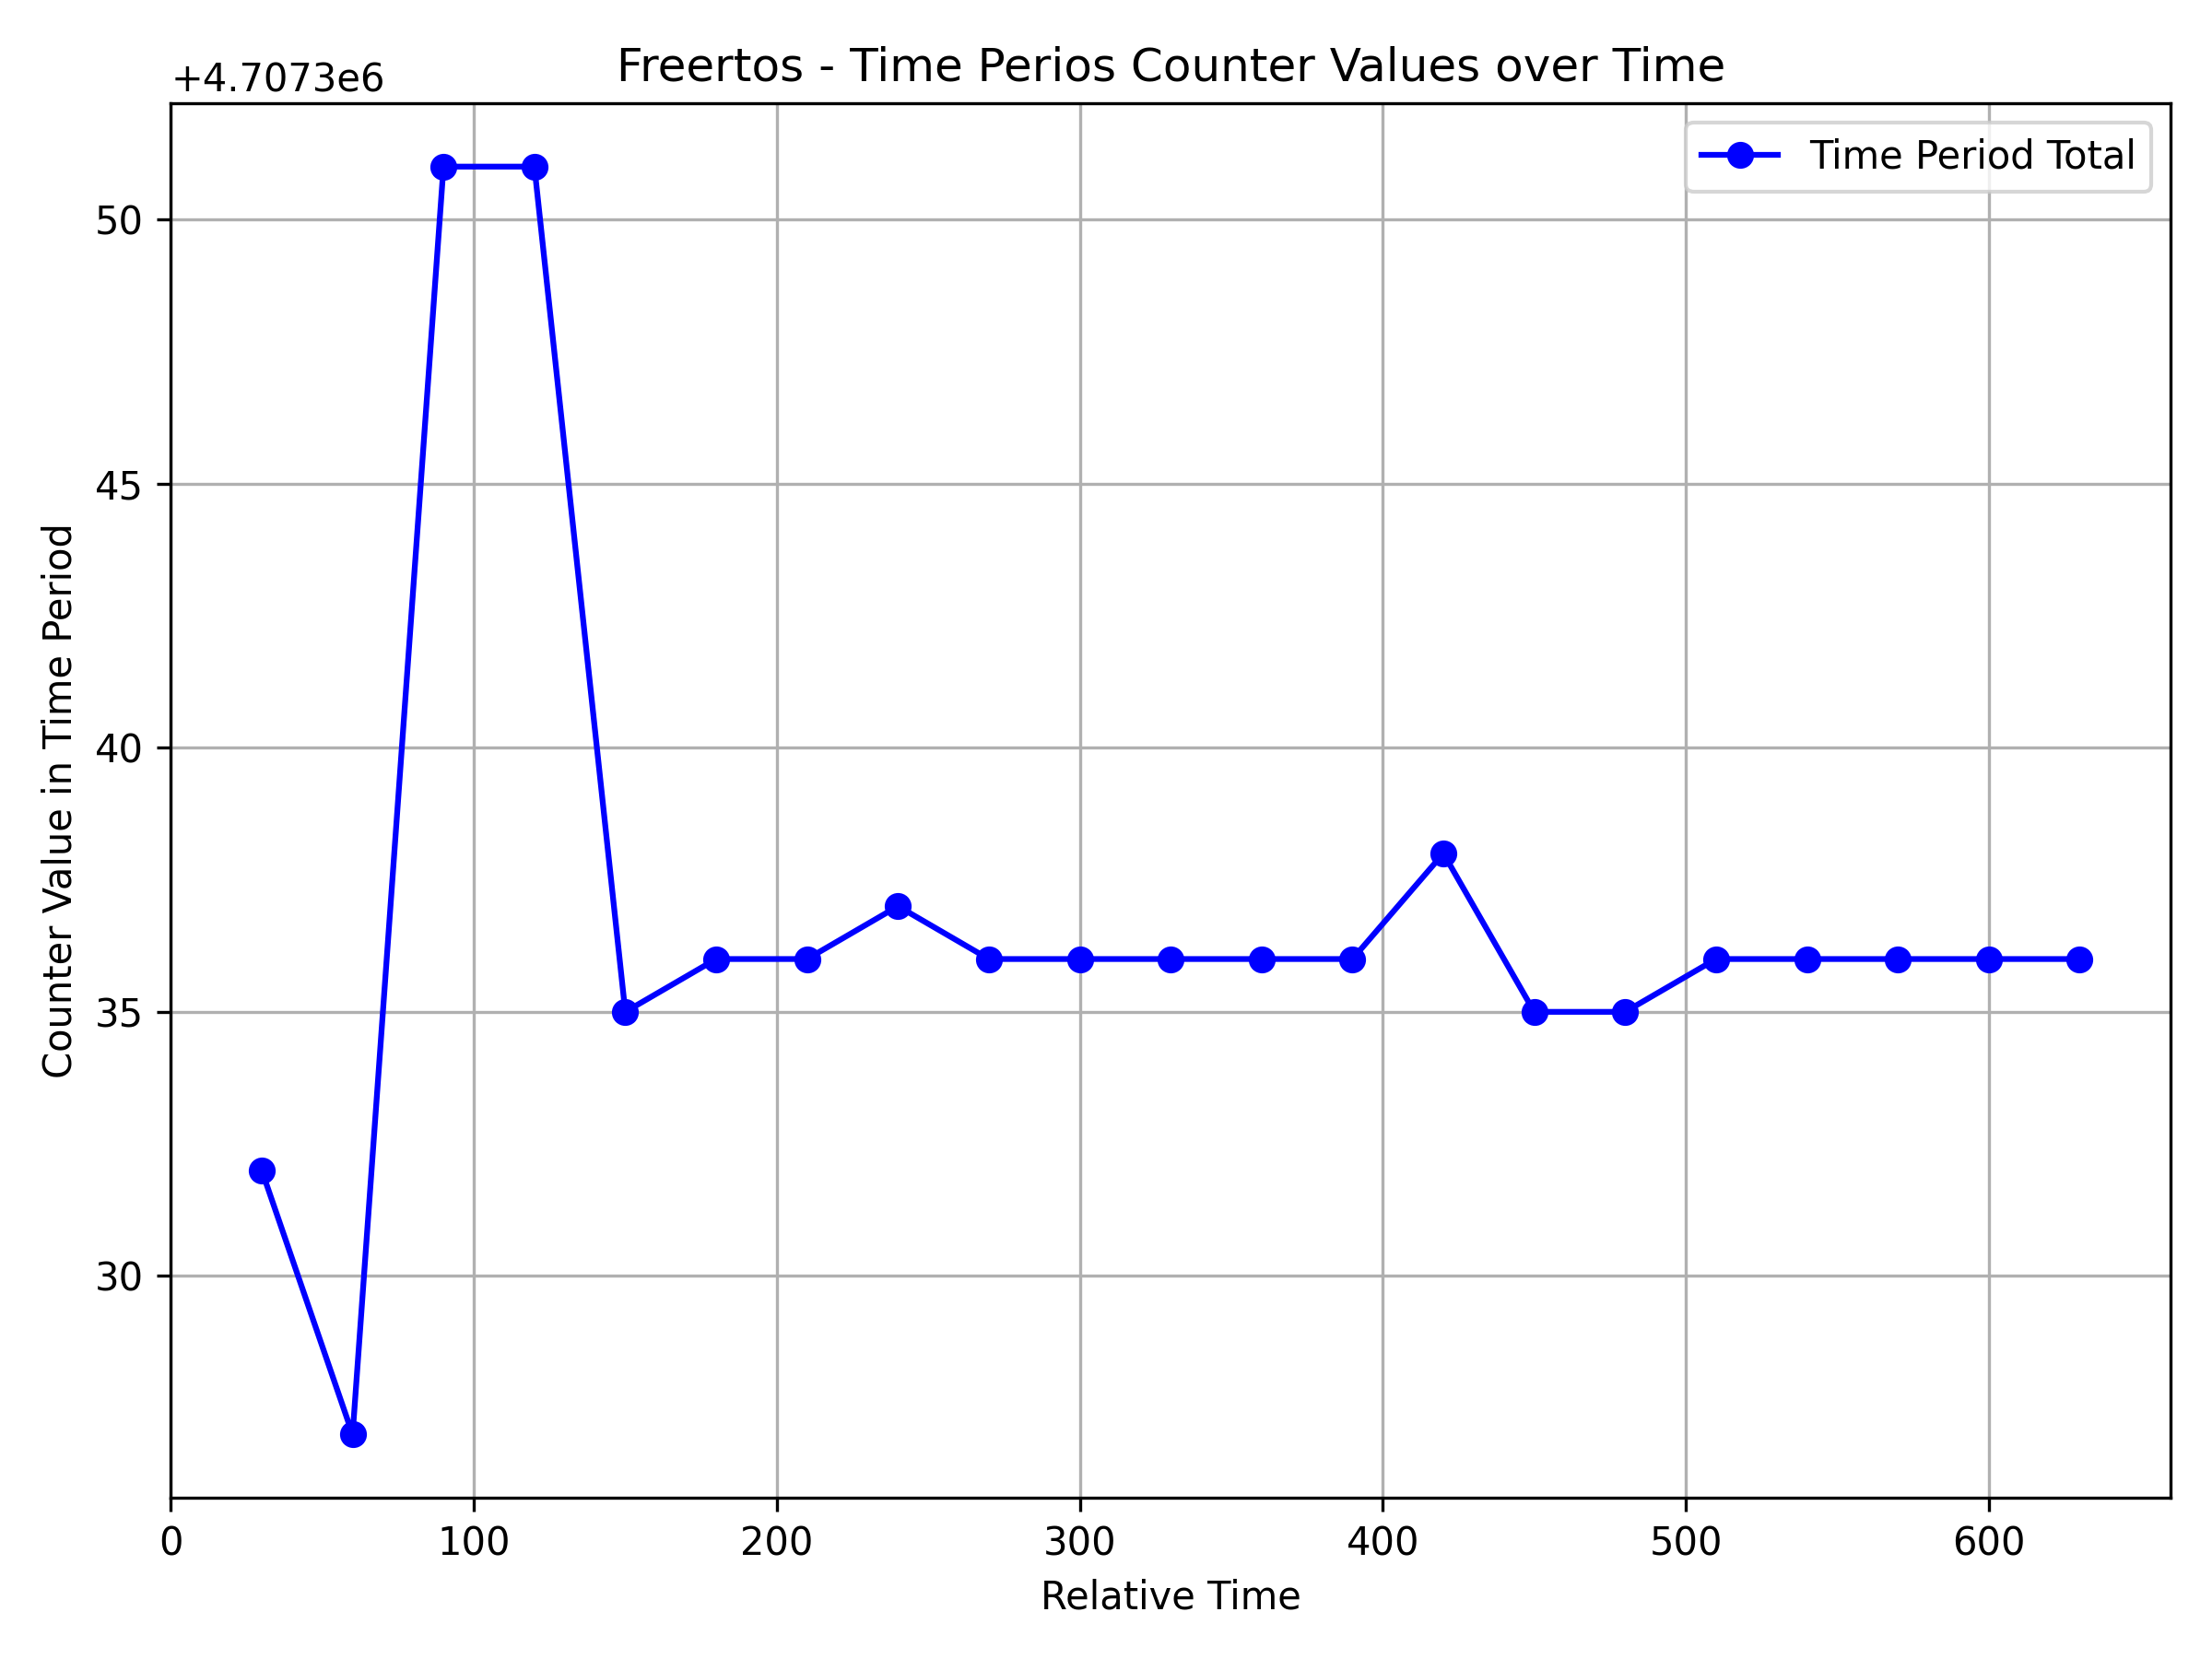 Freertos - Time Perios Counter Values over Time
+4.7073e6
Time Period Total
50
45
40
35
30
Counter Value in Time Period
0 100 200 300 400 500 600
Relative Time